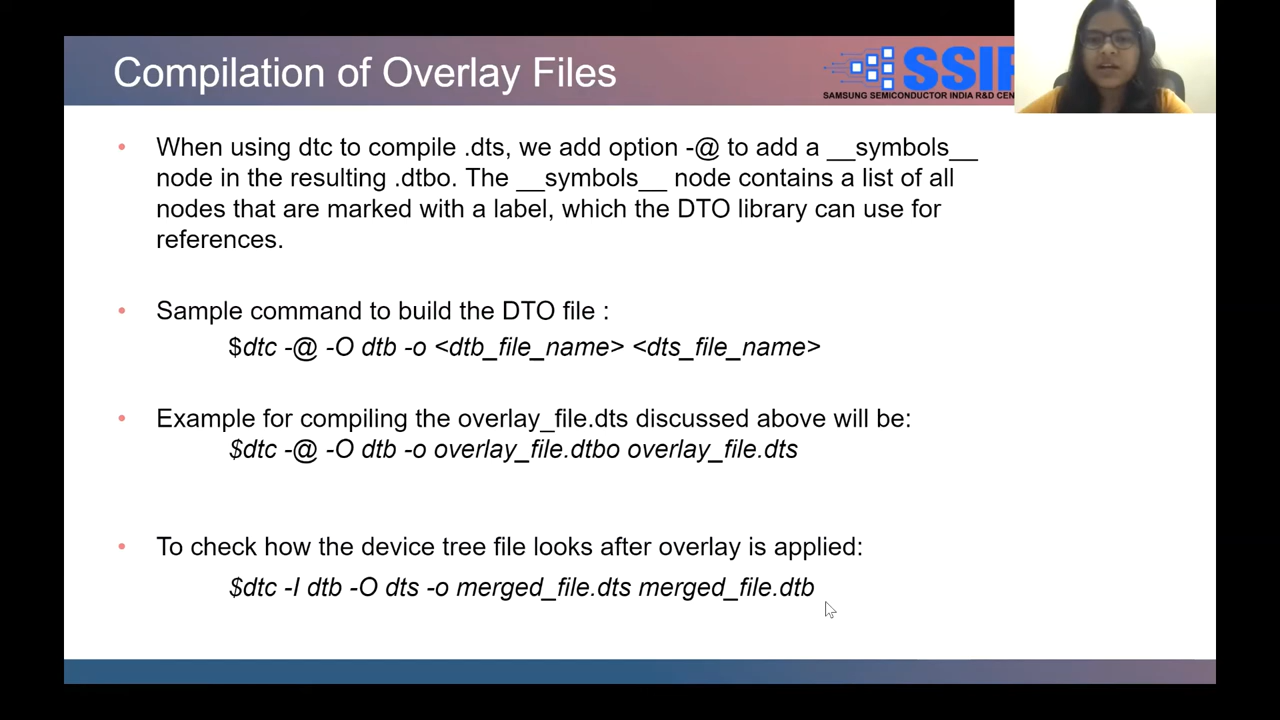 Compilation of Overlay Files
SAMSUNG SEMICONDUCTOR INDIA R&D
• When using dtc to compile .dts, we add option -@ to add a __symbols__
node in the resulting .dtbo. The __symbols__ node contains a list of all
nodes that are marked with a label, which the DTO library can use for
references.
• Sample command to build the DTO file :
$dtc -@ -O dtb -o <dtb_file_name> <dts_file_name>
• Example for compiling the overlay_file.dts discussed above will be:
$dtc -@ -O dtb -o overlay_file.dtbo overlay_file.dts
• To check how the device tree file looks after overlay is applied:
$dtc -I dtb -O dts -o merged_file.dts merged_file.dtb